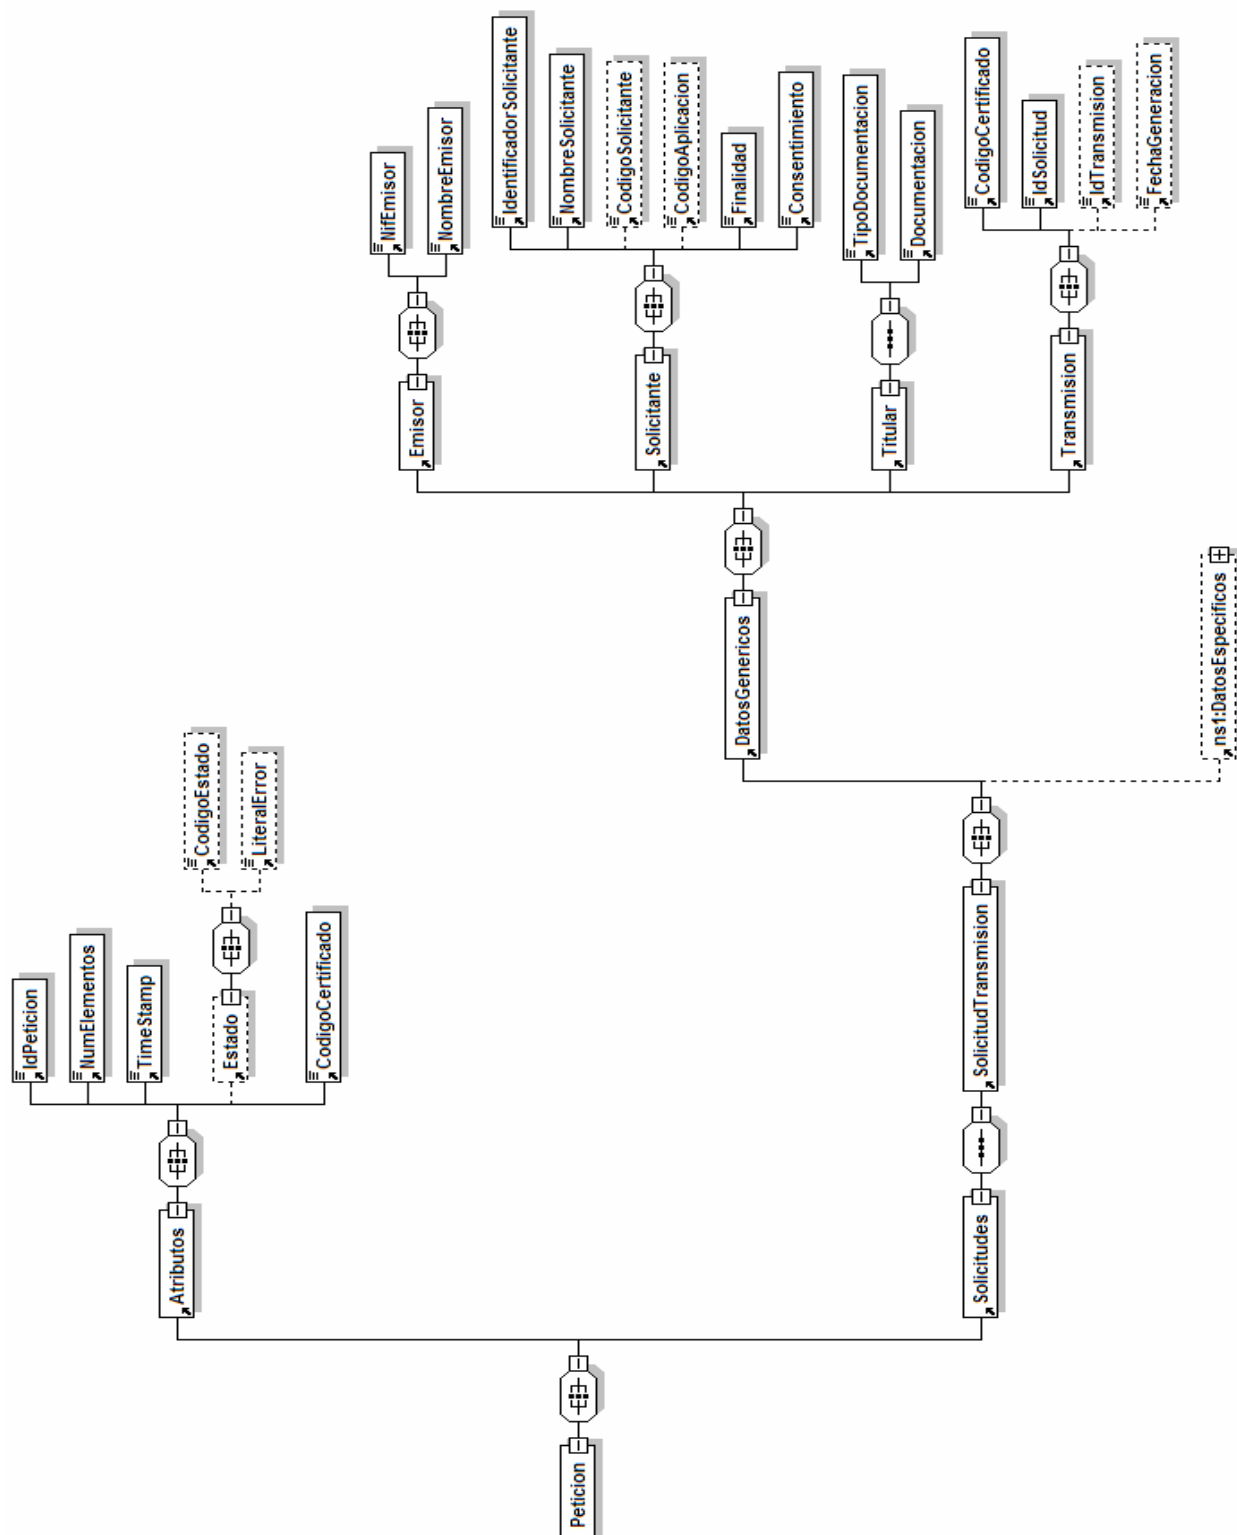 Peticion
Atributos
IdPeticion
NumElementos
TimeStamp
Estado
CodigoEstado
LiteralError
CodigoCertificado
Solicitudes
SolicitudTransmision
DatosGenericos
Emisor
NifEmisor
NombreEmisor
Solicitante
IdentificadorSolicitante
NombreSolicitante
CodigoSolicitante
CodigoAplicacion
Finalidad
Consentimiento
Titular
TipoDocumentacion
Documentacion
Transmision
CodigoCertificado
IdSolicitud
IdTransmision
FechaGeneracion
ns1:DatosEspecificos